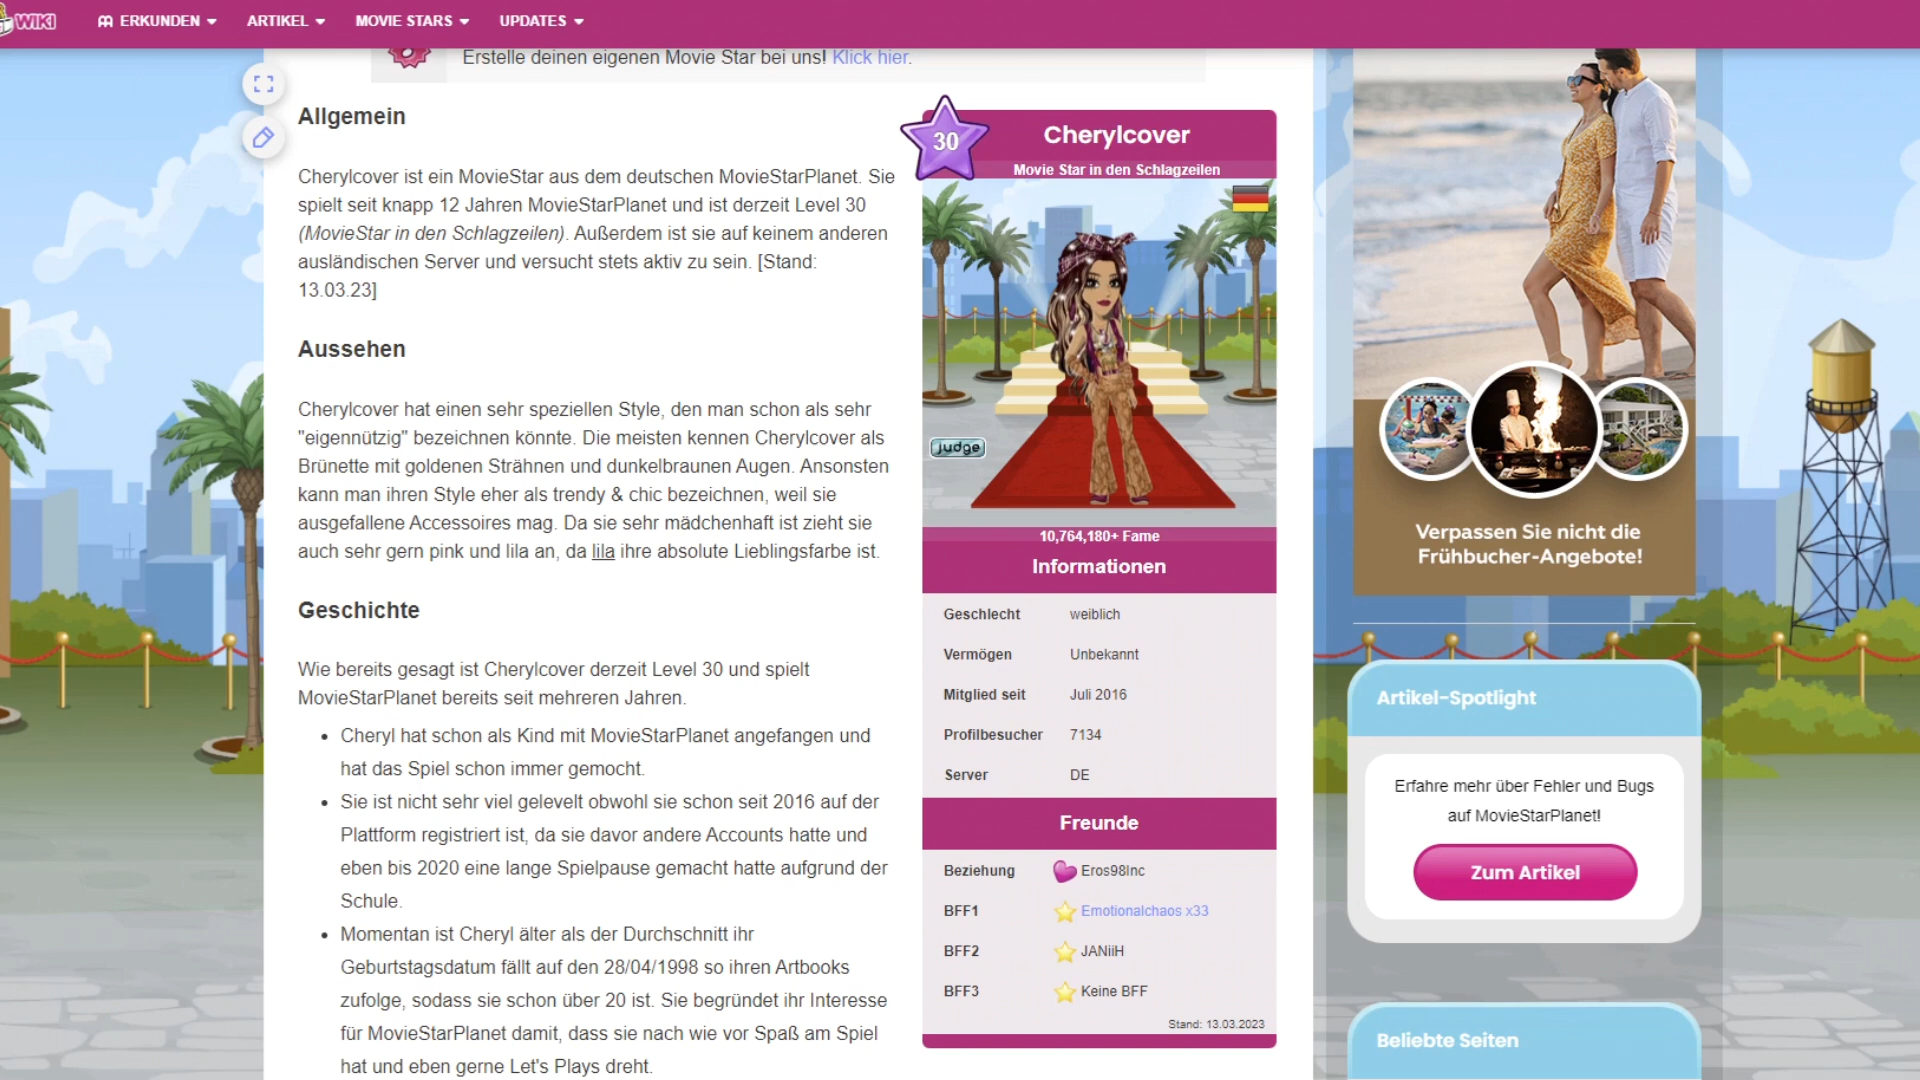 WIKI
ERKUNDEN
ARTIKEL
MOVIE STARS
UPDATES
Erstelle deinen eigenen Movie Star bei uns! Klick hier.
Allgemein
Cherylcover ist ein MovieStar aus dem deutschen MovieStarPlanet. Sie
spielt seit knapp 12 Jahren MovieStarPlanet und ist derzeit Level 30
(MovieStar in den Schlagzeilen). Außerdem ist sie auf keinem anderen
ausländischen Server und versucht stets aktiv zu sein. [Stand:
13.03.23]
Aussehen
Cherylcover hat einen sehr speziellen Style, den man schon als sehr
"eigennützig" bezeichnen könnte. Die meisten kennen Cherylcover als
Brünette mit goldenen Strähnen und dunkelbraunen Augen. Ansonsten
kann man ihren Style eher als trendy & chic bezeichnen, weil sie
ausgefallene Accessoires mag. Da sie sehr mädchenhaft ist zieht sie
auch sehr gern pink und lila an, da lila ihre absolute Lieblingsfarbe ist.
Geschichte
Wie bereits gesagt ist Cherylcover derzeit Level 30 und spielt
MovieStarPlanet bereits seit mehreren Jahren.
• Cheryl hat schon als Kind mit MovieStarPlanet angefangen und
hat das Spiel schon immer gemocht.
• Sie ist nicht sehr viel gelevelt obwohl sie schon seit 2016 auf der
Plattform registriert ist, da sie davor andere Accounts hatte und
eben bis 2020 eine lange Spielpause gemacht hatte aufgrund der
Schule.
• Momentan ist Cheryl älter als der Durchschnitt ihr
Geburtstagsdatum fällt auf den 28/04/1998 so ihren Artbooks
zufolge, sodass sie schon über 20 ist. Sie begründet ihr Interesse
für MovieStarPlanet damit, dass sie nach wie vor Spaß am Spiel
hat und eben gerne Let's Plays dreht.
30
Cherylcover
Movie Star in den Schlagzeilen
judge
10,764,180+ Fame
Informationen
Geschlecht weiblich
Vermögen Unbekannt
Mitglied seit Juli 2016
Profilbesucher 7134
Server DE
Freunde
Beziehung Eros98Inc
BFF1 Emotionalchaos x33
BFF2 JANiiH
BFF3 Keine BFF
Stand: 13.03.2023
Verpassen Sie nicht die
Frühbucher-Angebote!
Artikel-Spotlight
Erfahre mehr über Fehler und Bugs
auf MovieStarPlanet!
Zum Artikel
Beliebte Seiten